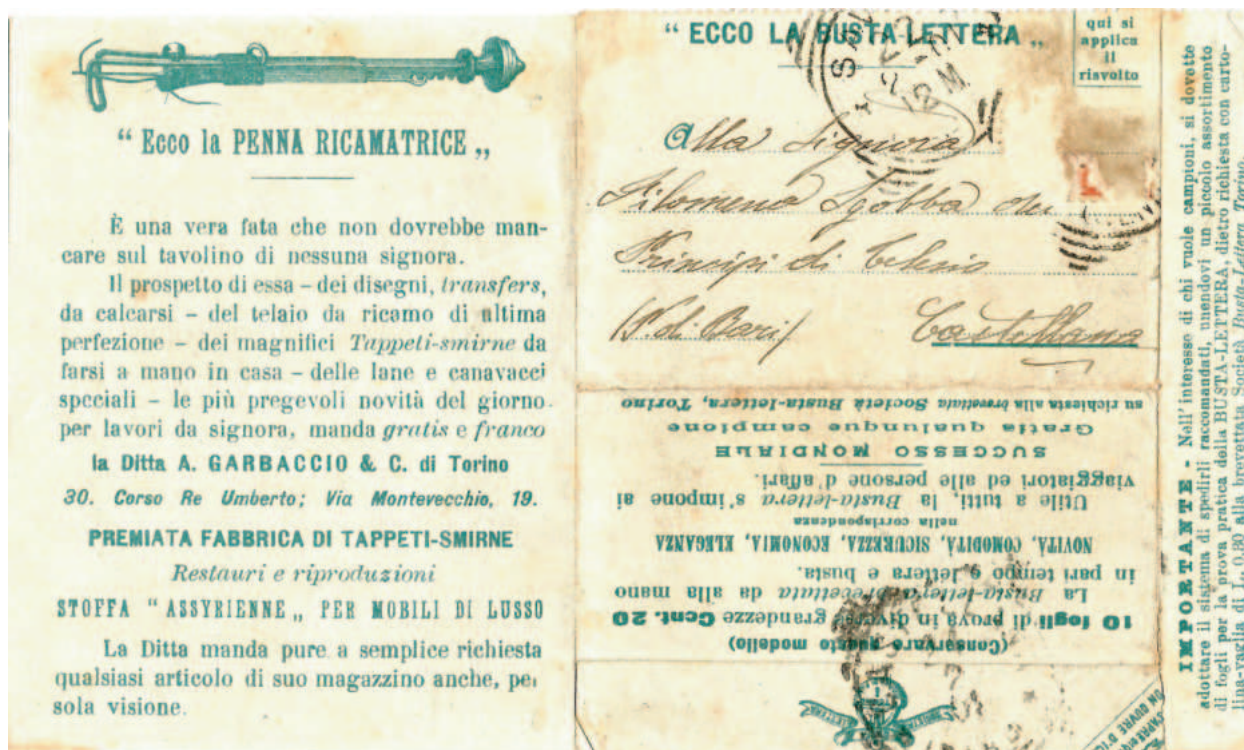 “ Ecco la PENNA RICAMATRICE „
È una vera fata che non dovrebbe man-
care sul tavolino di nessuna signora.
Il prospetto di essa – dei disegni, transfers,
da calcarsi – del telaio da ricamo di ultima
perfezione – dei magnifici Tappeti-smirne da
farsi a mano in casa – delle lane e canavacci
speciali – le più pregevoli novità del giorno
per lavori da signora, manda gratis e franco
la Ditta A. GARBACCIO & C. di Torino
30. Corso Re Umberto; Via Montevecchio, 19.
PREMIATA FABBRICA DI TAPPETI-SMIRNE
Restauri e riproduzioni
STOFFA “ ASSYRIENNE „ PER MOBILI DI LUSSO
La Ditta manda pure a semplice richiesta
qualsiasi articolo di suo magazzino anche, per
sola visione.
“ ECCO LA BUSTA-LETTERA „
qui si
applica
il
risvolto
Alla Signora
Filomena Sgobba dei
Principi di Telesio
(P. di Bari) Castellana
(Conservare questo modello)
10 fogli di prova in diverse grandezze Cent. 20
La Busta-lettera brevettata da alla mano
in pari tempo lettera e busta.
NOVITÀ, COMODITÀ, SICUREZZA, ECONOMIA, ELEGANZA
nella corrispondenza
Utile a tutti, la Busta-lettera s'impone ai
viaggiatori ed alle persone d'affari.
SUCCESSO MONDIALE
Gratis qualunque campione
su richiesta alla brevettata Società Busta-lettera, Torino
IMPORTANTE - Nell'interesse di chi vuole campioni, si dovette
adottare il sistema di spedirli raccomandati, unendovi un piccolo assortimento
di fogli per la prova pratica della BUSTA-LETTERA, dietro richiesta con carto-
lina-vaglia di L. 0,80 alla brevettata Società Busta-Lettera Torino.